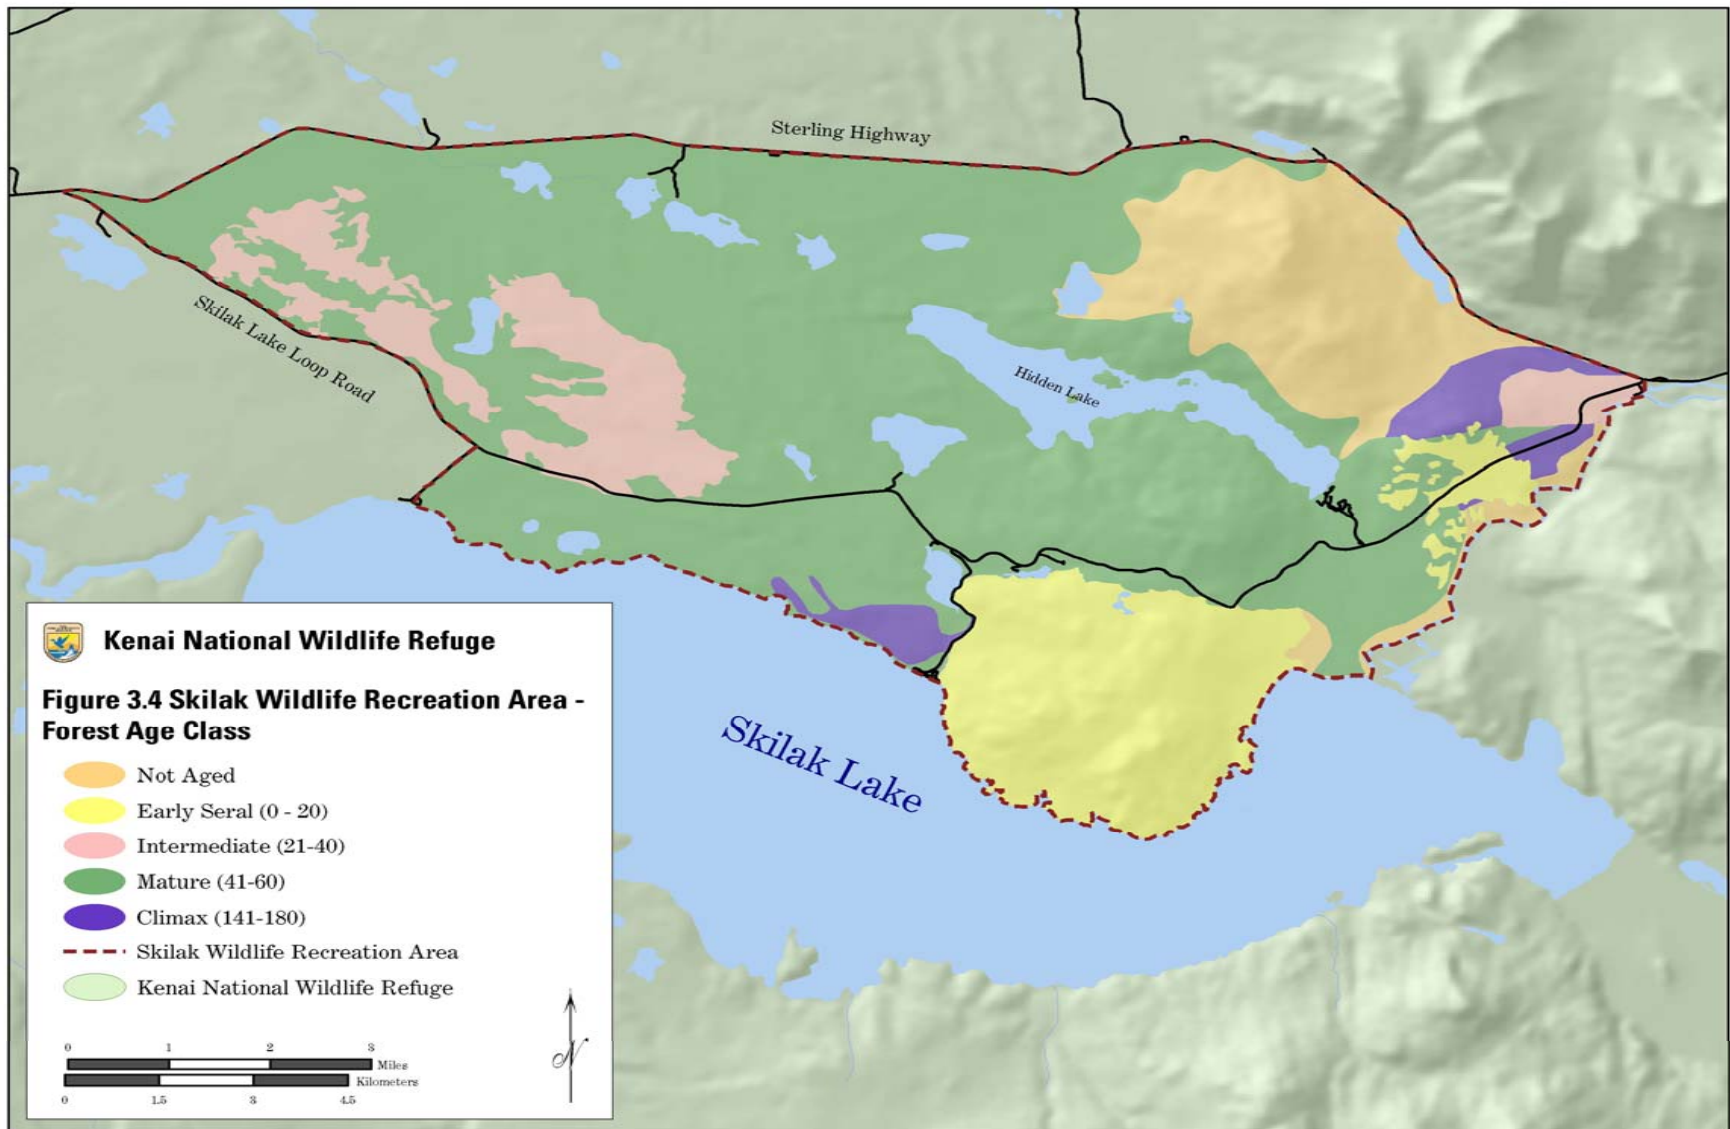 Sterling Highway
Skilak Lake Loop Road
Hidden Lake
Skilak Lake
Kenai National Wildlife Refuge
Figure 3.4 Skilak Wildlife Recreation Area -
Forest Age Class
Not Aged
Early Seral (0 - 20)
Intermediate (21-40)
Mature (41-60)
Climax (141-180)
Skilak Wildlife Recreation Area
Kenai National Wildlife Refuge
0 1 2 3
Miles
Kilometers
0 1.5 3 4.5
N